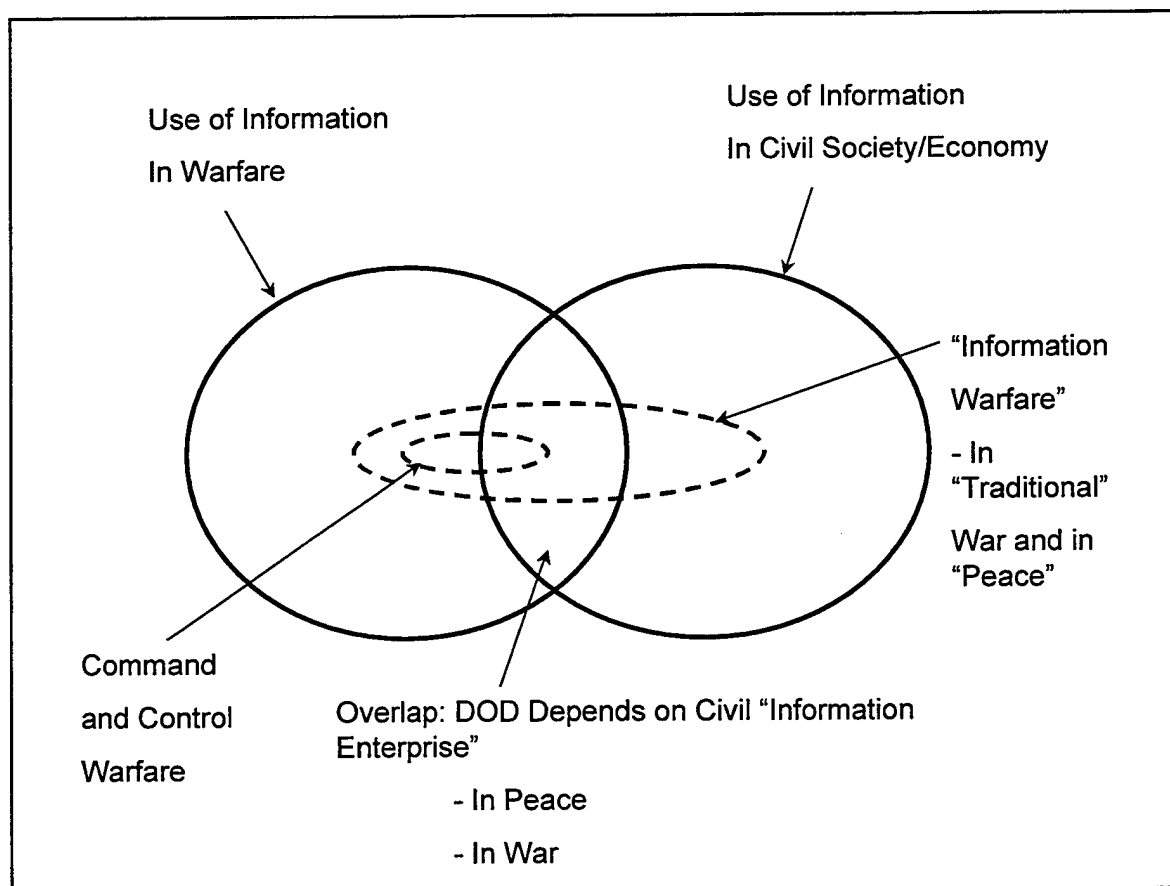 Use of Information
In Warfare
Use of Information
In Civil Society/Economy
“Information
Warfare”
- In
“Traditional”
War and in
“Peace”
Command
and Control
Warfare
Overlap: DOD Depends on Civil “Information
Enterprise”
- In Peace
- In War